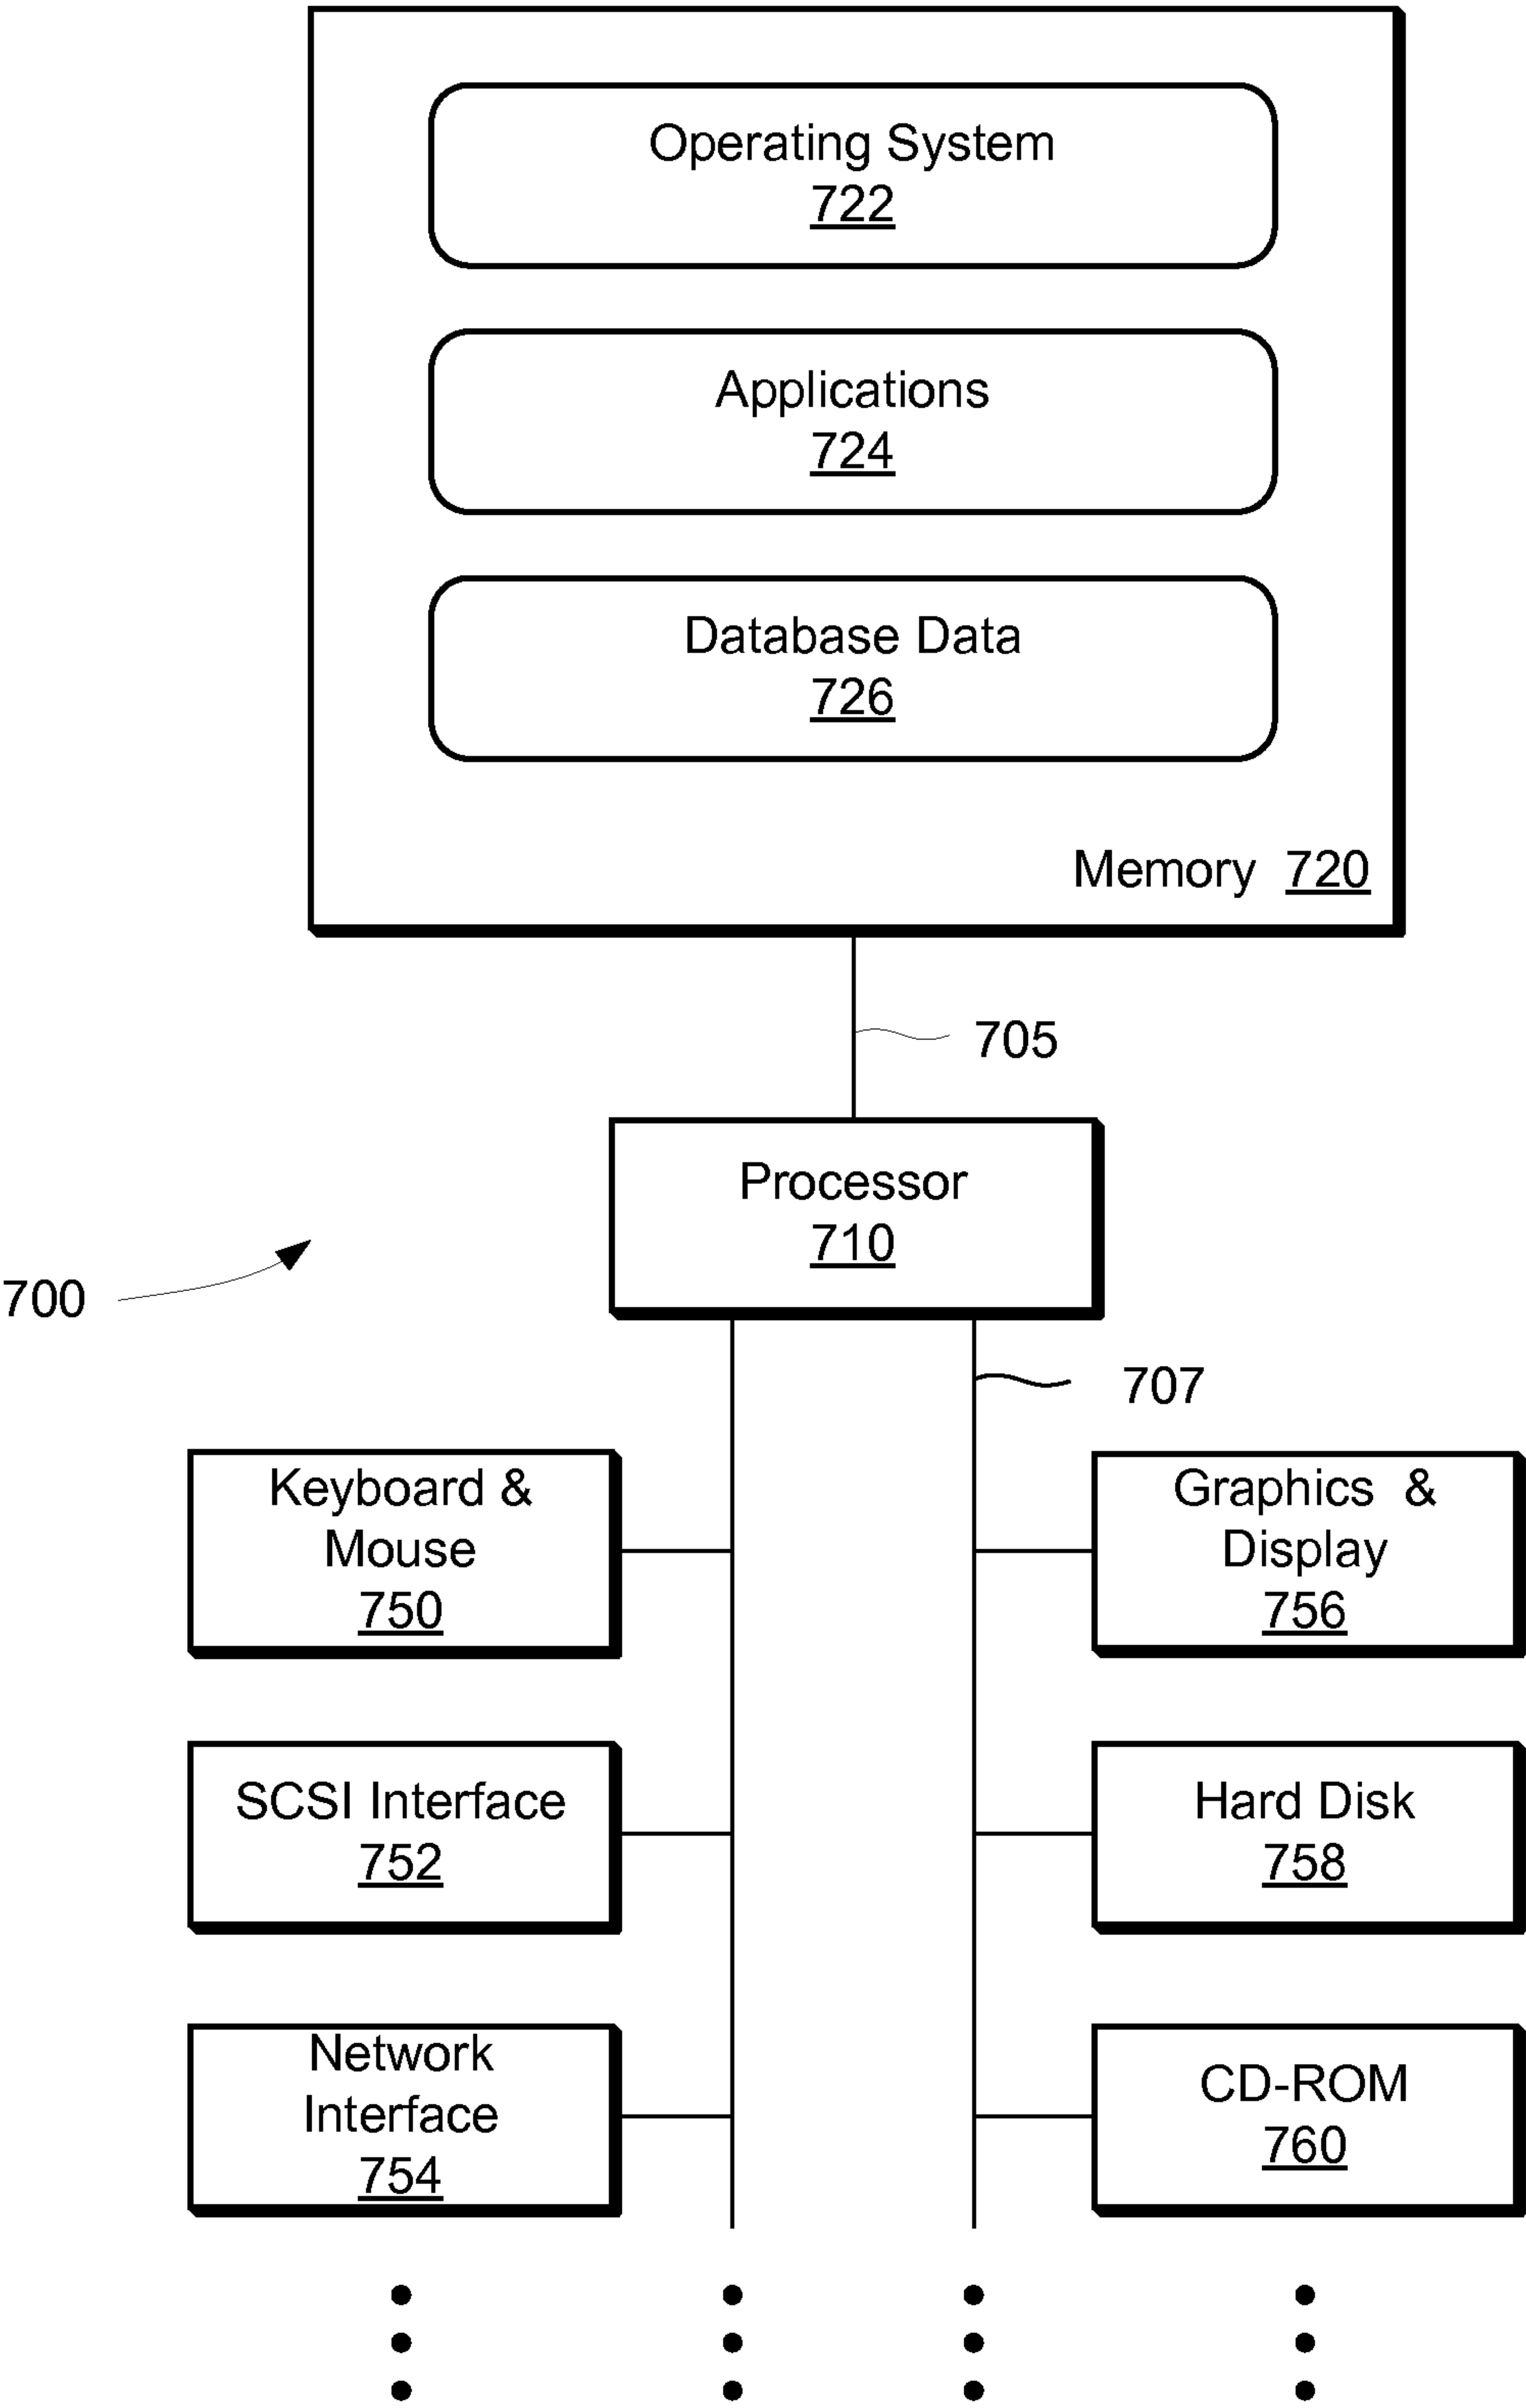 Operating System
722
Applications
724
Database Data
726
Memory 720
705
Processor
710
700
707
Keyboard &
Mouse
750
Graphics &
Display
756
SCSI Interface
752
Hard Disk
758
Network
Interface
754
CD-ROM
760